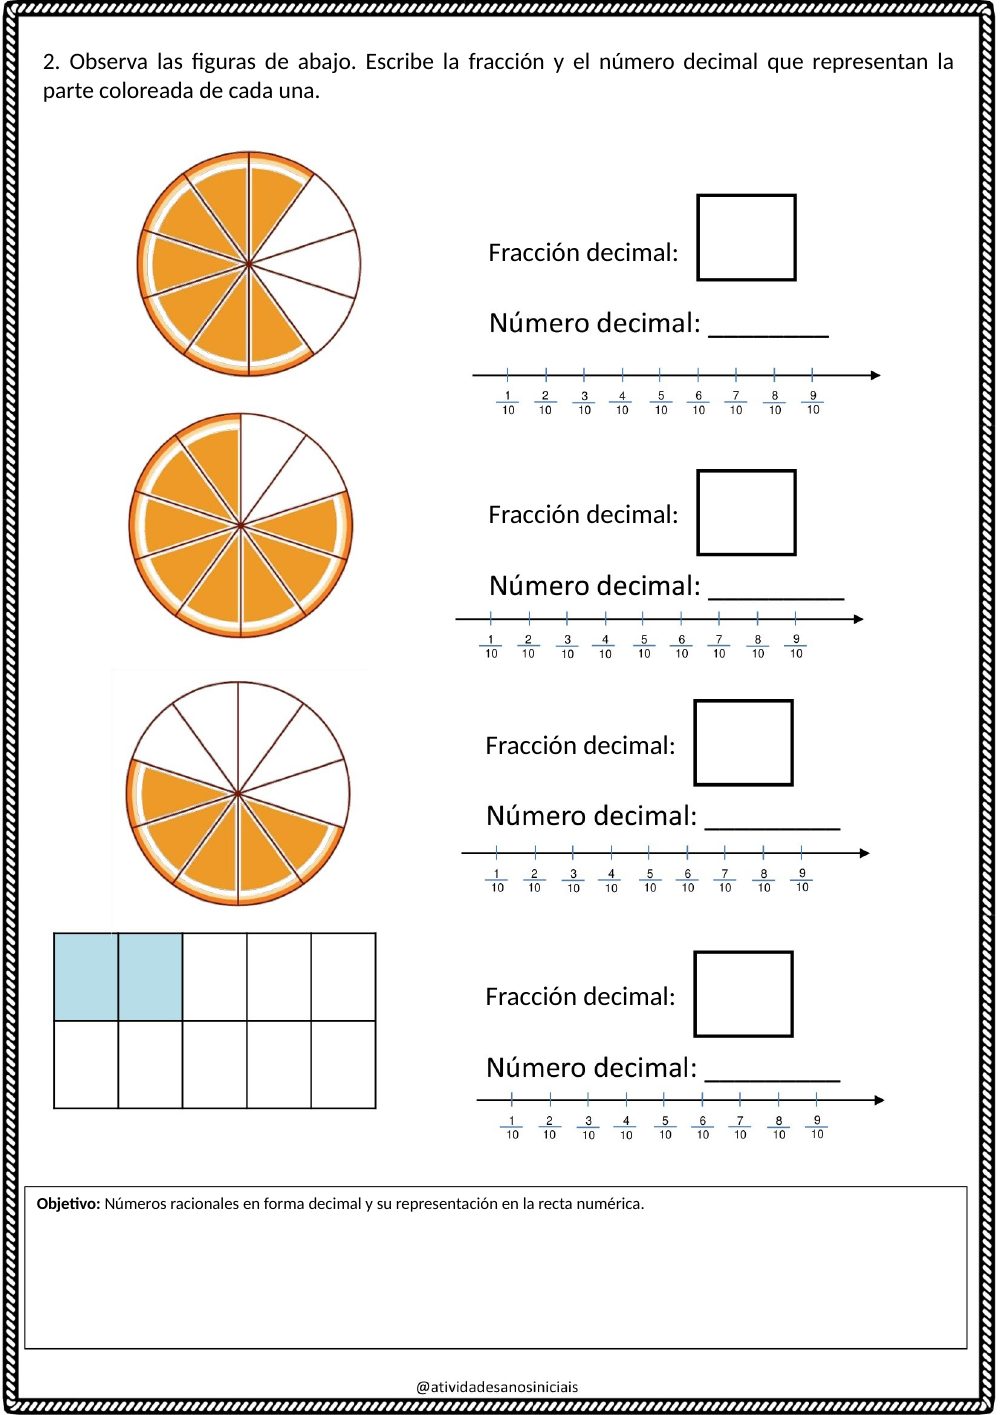 2. Observa las figuras de abajo. Escribe la fracción y el número decimal que representan la
parte coloreada de cada una.
Fracción decimal:
Número decimal: ________
1/10 2/10 3/10 4/10 5/10 6/10 7/10 8/10 9/10
Fracción decimal:
Número decimal: _________
1/10 2/10 3/10 4/10 5/10 6/10 7/10 8/10 9/10
Fracción decimal:
Número decimal: _________
1/10 2/10 3/10 4/10 5/10 6/10 7/10 8/10 9/10
Fracción decimal:
Número decimal: _________
1/10 2/10 3/10 4/10 5/10 6/10 7/10 8/10 9/10
Objetivo: Números racionales en forma decimal y su representación en la recta numérica.
@atividadesanosiniciais